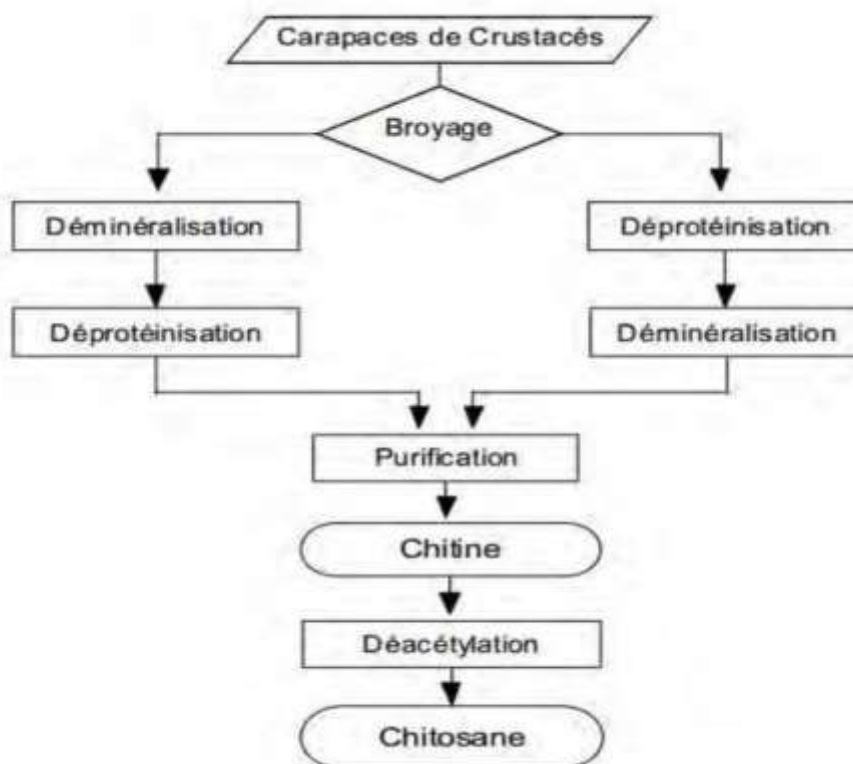 Carapaces de Crustacés
Broyage
Déminéralisation
Déprotéinisation
Déprotéinisation
Déminéralisation
Purification
Chitine
Déacétylation
Chitosane